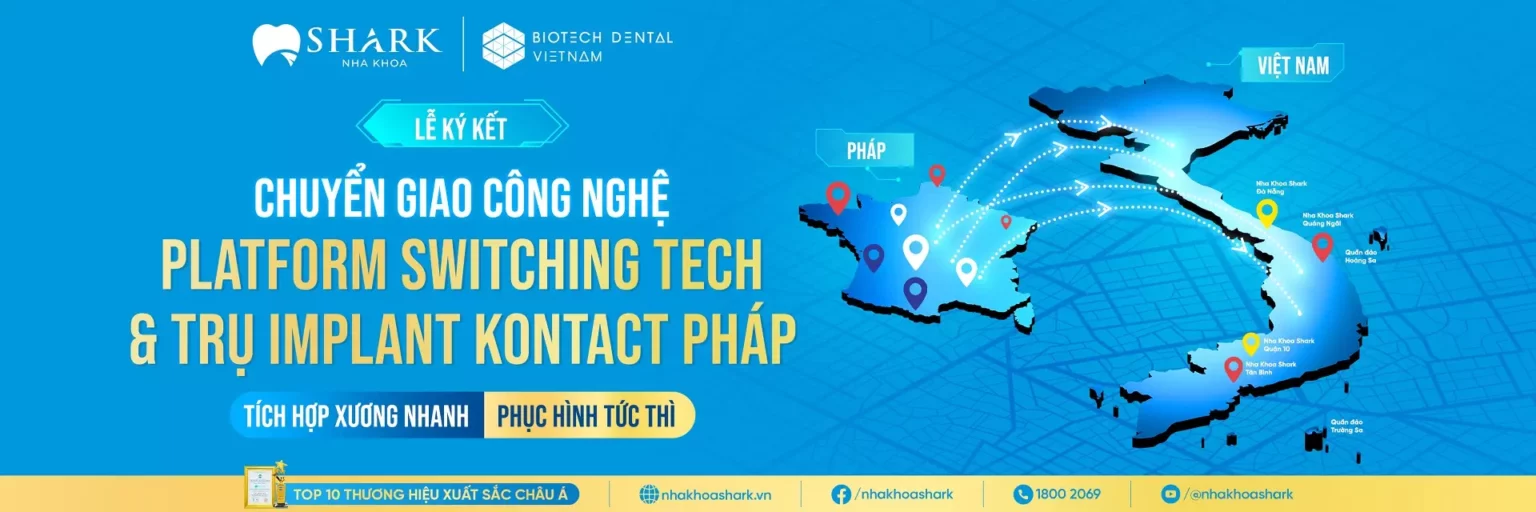 SHARK
NHA KHOA
BIOTECH DENTAL
VIETNAM
LỄ KÝ KẾT
CHUYỂN GIAO CÔNG NGHỆ
PLATFORM SWITCHING TECH
& TRỤ IMPLANT KONTACT PHÁP
TÍCH HỢP XƯƠNG NHANH
PHỤC HÌNH TỨC THÌ
VIỆT NAM
PHÁP
Nha Khoa Shark
Đà Nẵng
Nha Khoa Shark
Quảng Ngãi
Quần đảo
Hoàng Sa
Nha Khoa Shark
Quận 10
Nha Khoa Shark
Tân Bình
Quần đảo
Trường Sa
TOP 10 THƯƠNG HIỆU XUẤT SẮC CHÂU Á
nhakhoashark.vn
/nhakhoashark
1800 2069
/@nhakhoashark